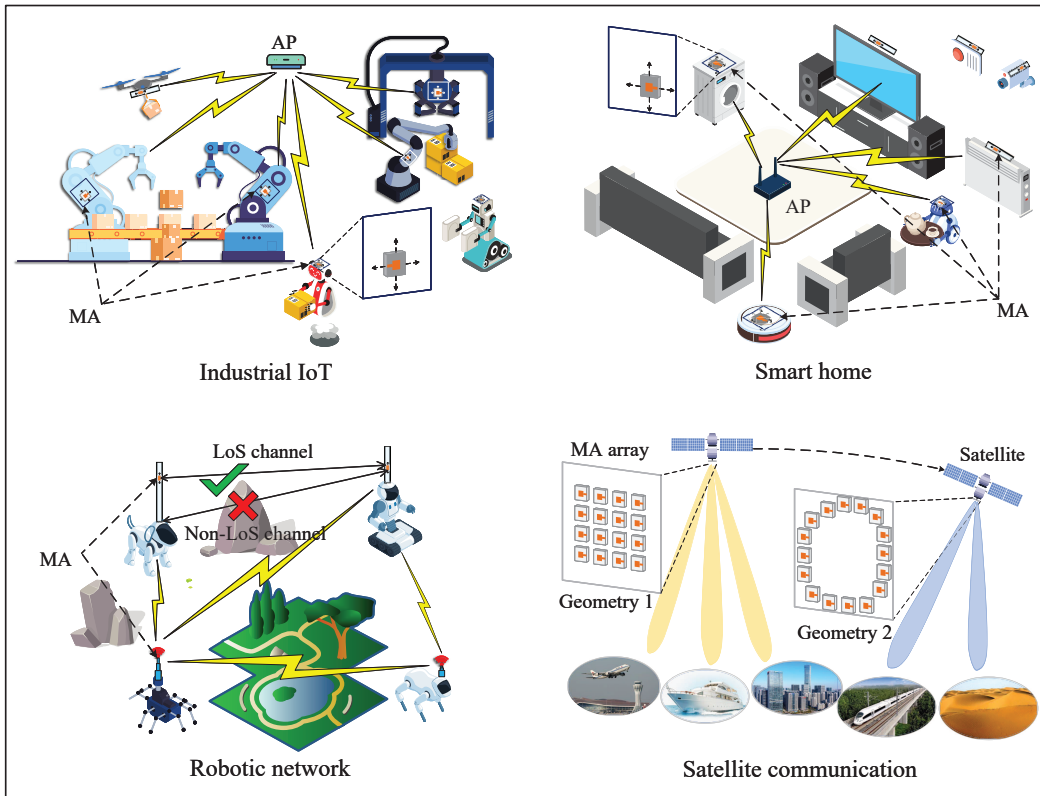 AP
MA
Industrial IoT
AP
MA
Smart home
LoS channel
Non-LoS channel
MA
Robotic network
MA array
Satellite
Geometry 1
Geometry 2
Satellite communication